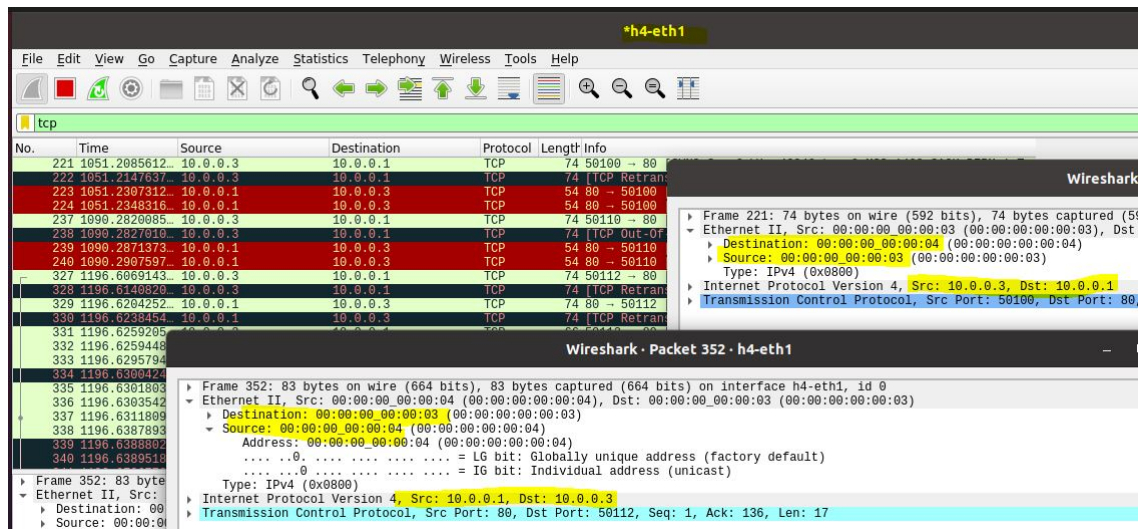 *h4-eth1
File Edit View Go Capture Analyze Statistics Telephony Wireless Tools Help
tcp
No. Time Source Destination Protocol Length Info
221 1051.2085612… 10.0.0.3 10.0.0.1 TCP 74 50100 → 80
222 1051.2147637… 10.0.0.3 10.0.0.1 TCP 74 [TCP Retrans
223 1051.2307312… 10.0.0.1 10.0.0.3 TCP 54 80 → 50100
224 1051.2348316… 10.0.0.1 10.0.0.3 TCP 54 80 → 50100
237 1090.2820085… 10.0.0.3 10.0.0.1 TCP 74 50110 → 80
238 1090.2827010… 10.0.0.3 10.0.0.1 TCP 74 [TCP Out-Of
239 1090.2871373… 10.0.0.1 10.0.0.3 TCP 54 80 → 50110
240 1090.2907597… 10.0.0.1 10.0.0.3 TCP 54 80 → 50110
327 1196.6069143… 10.0.0.3 10.0.0.1 TCP 74 50112 → 80
328 1196.6140820… 10.0.0.3 10.0.0.1 TCP 74 [TCP Retrans
329 1196.6204252… 10.0.0.1 10.0.0.3 TCP 74 80 → 50112
330 1196.6238454… 10.0.0.1 10.0.0.3 TCP 74 [TCP Retrans
331 1196.6259205
332 1196.6259448
333 1196.6295794
334 1196.6300424
335 1196.6301803
336 1196.6303542
337 1196.6311809
338 1196.6387893
339 1196.6388802
340 1196.6389518
Frame 352: 83 byte
Ethernet II, Src:
Destination: 00
Source: 00:00:0
Wireshark
Frame 221: 74 bytes on wire (592 bits), 74 bytes captured (59
Ethernet II, Src: 00:00:00_00:00:03 (00:00:00:00:00:03), Dst
Destination: 00:00:00_00:00:04 (00:00:00:00:00:04)
Source: 00:00:00_00:00:03 (00:00:00:00:00:03)
Type: IPv4 (0x0800)
Internet Protocol Version 4, Src: 10.0.0.3, Dst: 10.0.0.1
Transmission Control Protocol, Src Port: 50100, Dst Port: 80,
Wireshark · Packet 352 · h4-eth1
Frame 352: 83 bytes on wire (664 bits), 83 bytes captured (664 bits) on interface h4-eth1, id 0
Ethernet II, Src: 00:00:00_00:00:04 (00:00:00:00:00:04), Dst: 00:00:00_00:00:03 (00:00:00:00:00:03)
Destination: 00:00:00_00:00:03 (00:00:00:00:00:03)
Source: 00:00:00_00:00:04 (00:00:00:00:00:04)
Address: 00:00:00_00:00:04 (00:00:00:00:00:04)
.... ..0. .... .... .... .... = LG bit: Globally unique address (factory default)
.... ...0 .... .... .... .... = IG bit: Individual address (unicast)
Type: IPv4 (0x0800)
Internet Protocol Version 4, Src: 10.0.0.1, Dst: 10.0.0.3
Transmission Control Protocol, Src Port: 80, Dst Port: 50112, Seq: 1, Ack: 136, Len: 17